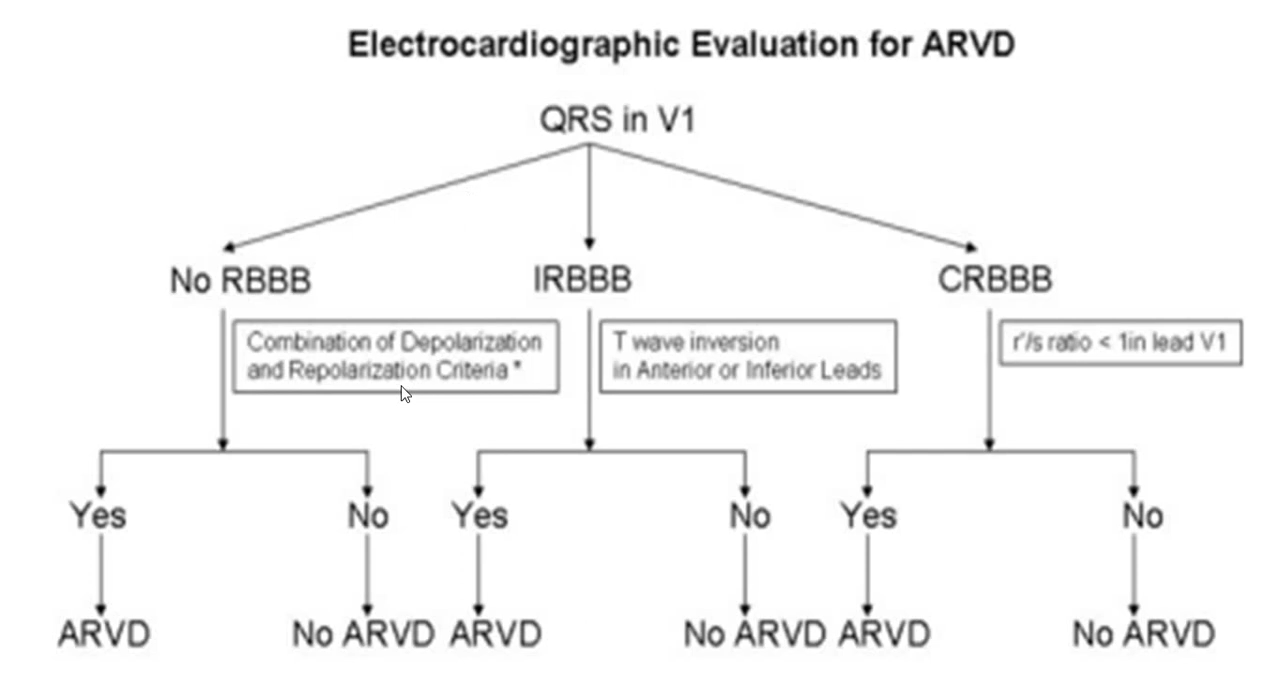 Electrocardiographic Evaluation for ARVD
QRS in V1
No RBBB
IRBBB
CRBBB
Combination of Depolarization
and Repolarization Criteria *
T wave inversion
in Anterior or Inferior Leads
r'/s ratio < 1in lead V1
Yes
No
Yes
No
Yes
No
ARVD
No ARVD
ARVD
No ARVD
ARVD
No ARVD